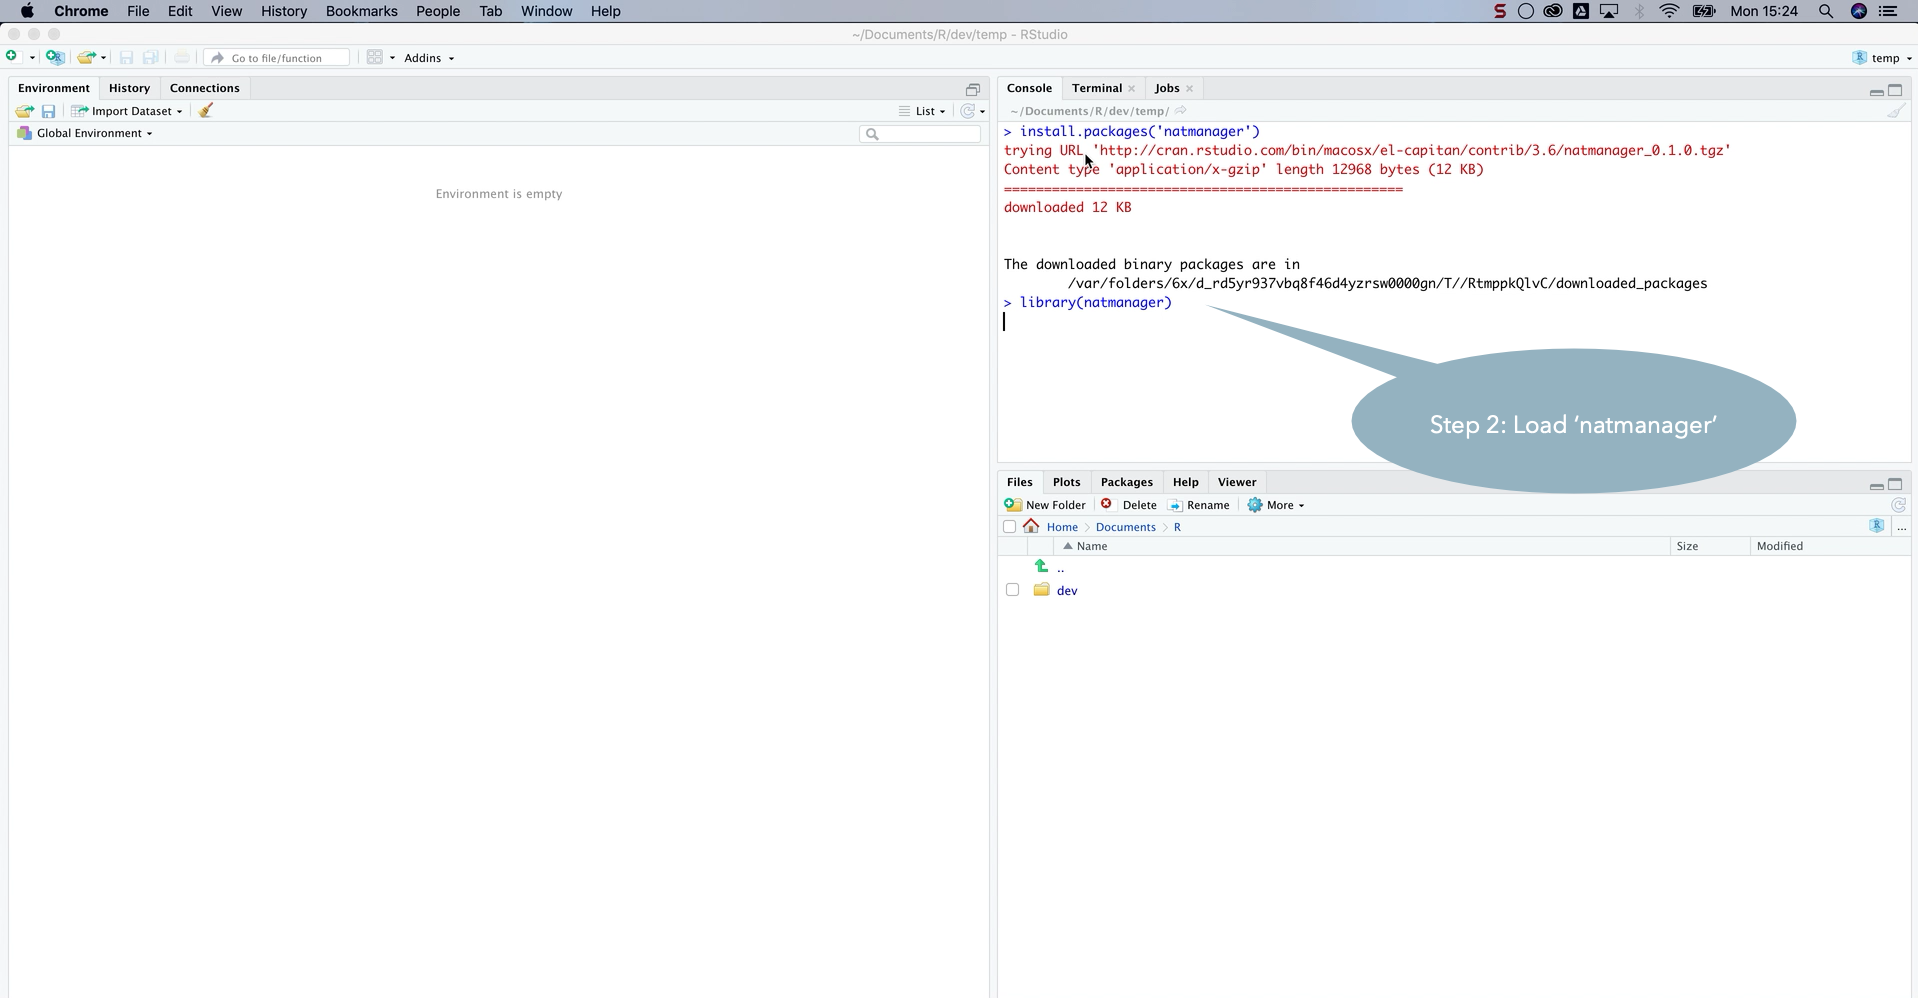 Chrome File Edit View History Bookmarks People Tab Window Help Mon 15:24
~/Documents/R/dev/temp - RStudio
Go to file/function Addins temp
Environment History Connections
Import Dataset List
Global Environment
Environment is empty
Console Terminal Jobs
~/Documents/R/dev/temp/
> install.packages('natmanager')
trying URL 'http://cran.rstudio.com/bin/macosx/el-capitan/contrib/3.6/natmanager_0.1.0.tgz'
Content type 'application/x-gzip' length 12968 bytes (12 KB)
==================================================
downloaded 12 KB
The downloaded binary packages are in
/var/folders/6x/d_rd5yr937vbq8f46d4yzrsw0000gn/T//RtmppkQlvC/downloaded_packages
> library(natmanager)
Step 2: Load ‘natmanager’
Files Plots Packages Help Viewer
New Folder Delete Rename More
Home Documents R ...
Name Size Modified
..
dev